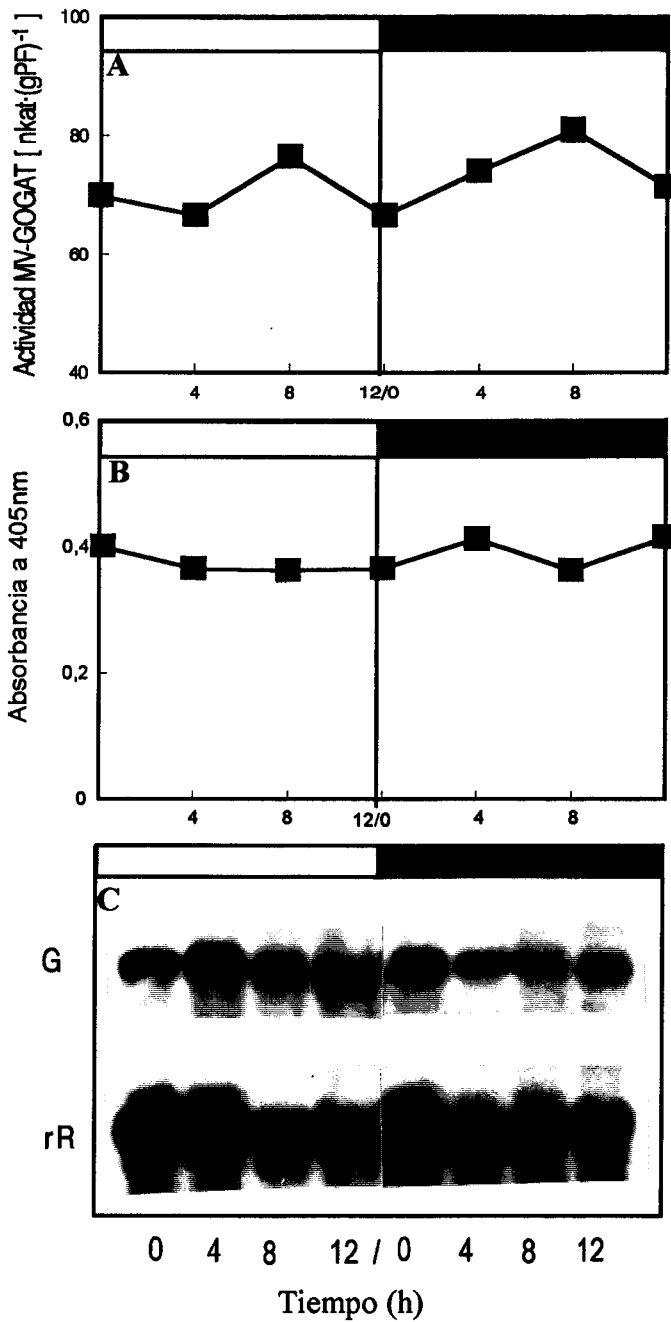 Actividad MV-GOGAT [ nkat·(gPF)⁻¹ ]
100
A
80
60
40
4 8 12/0 4 8
Absorbancia a 405nm
0,6
B
0,4
0,2
0
4 8 12/0 4 8
C
G
rR
0 4 8 12 / 0 4 8 12
Tiempo (h)